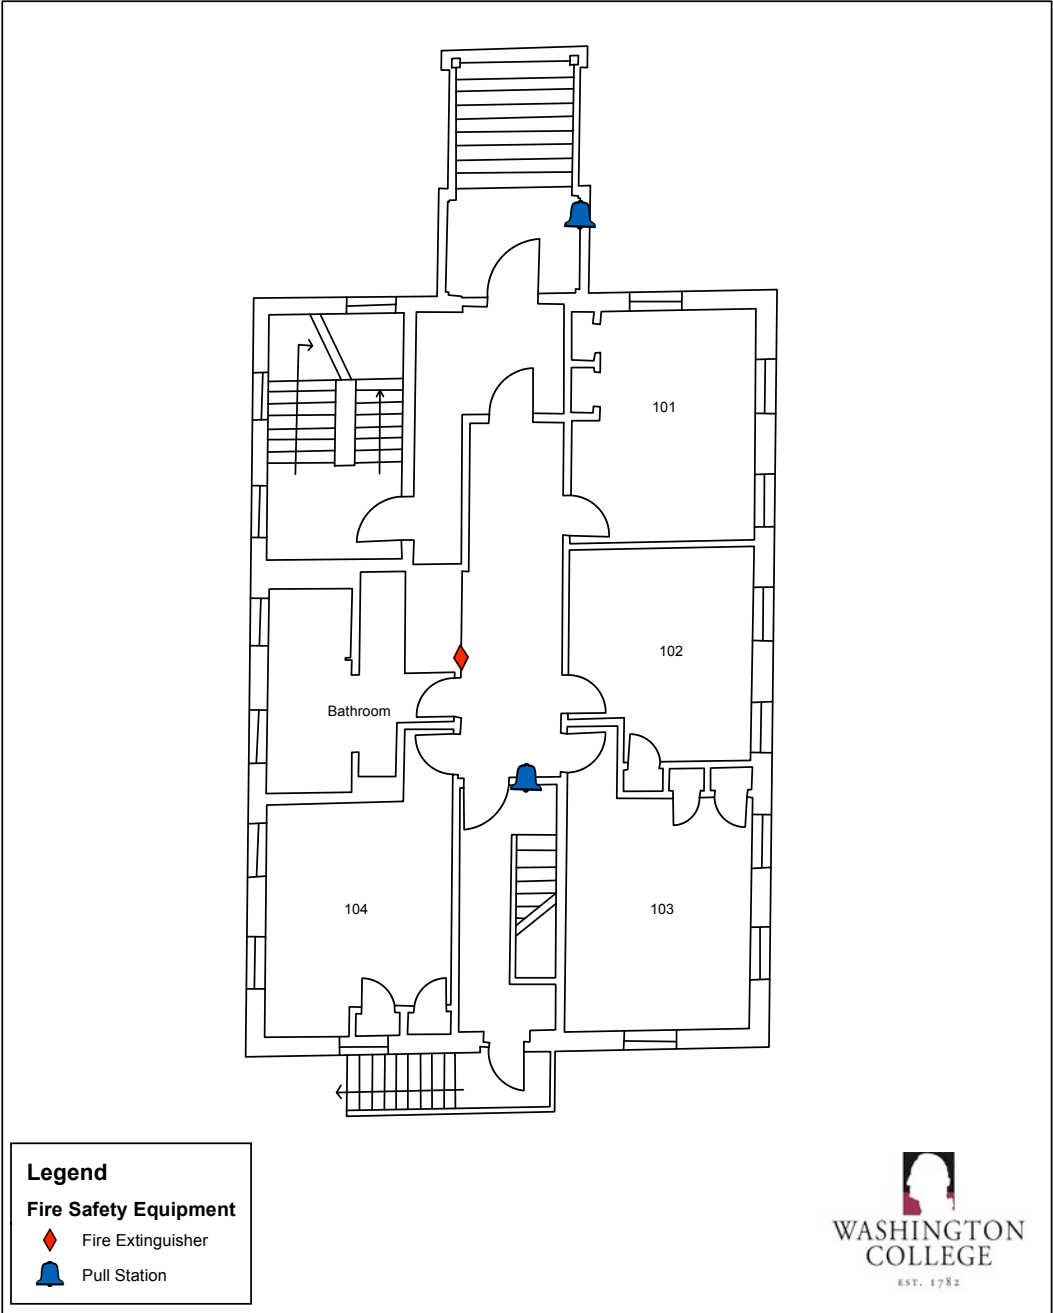 101
102
Bathroom
104
103
Legend
Fire Safety Equipment
Fire Extinguisher
Pull Station
WASHINGTON
COLLEGE
EST. 1782